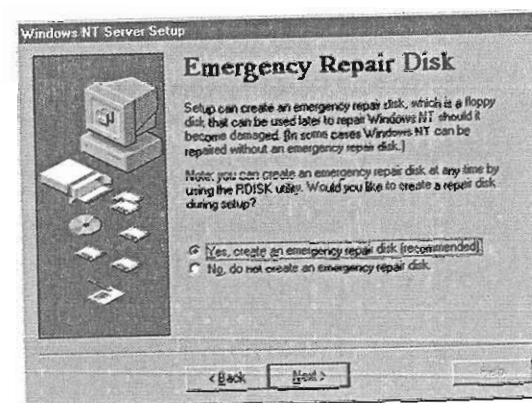 Windows NT Server Setup
Emergency Repair Disk
Setup can create an emergency repair disk, which is a floppy
disk that can be used later to repair Windows NT should it
become damaged. (In some cases Windows NT can be
repaired without an emergency repair disk.)
Note: you can create an emergency repair disk at any time by
using the RDISK utility. Would you like to create a repair disk
during setup?
Yes, create an emergency repair disk (recommended).
No, do not create an emergency repair disk.
< Back Next > Help